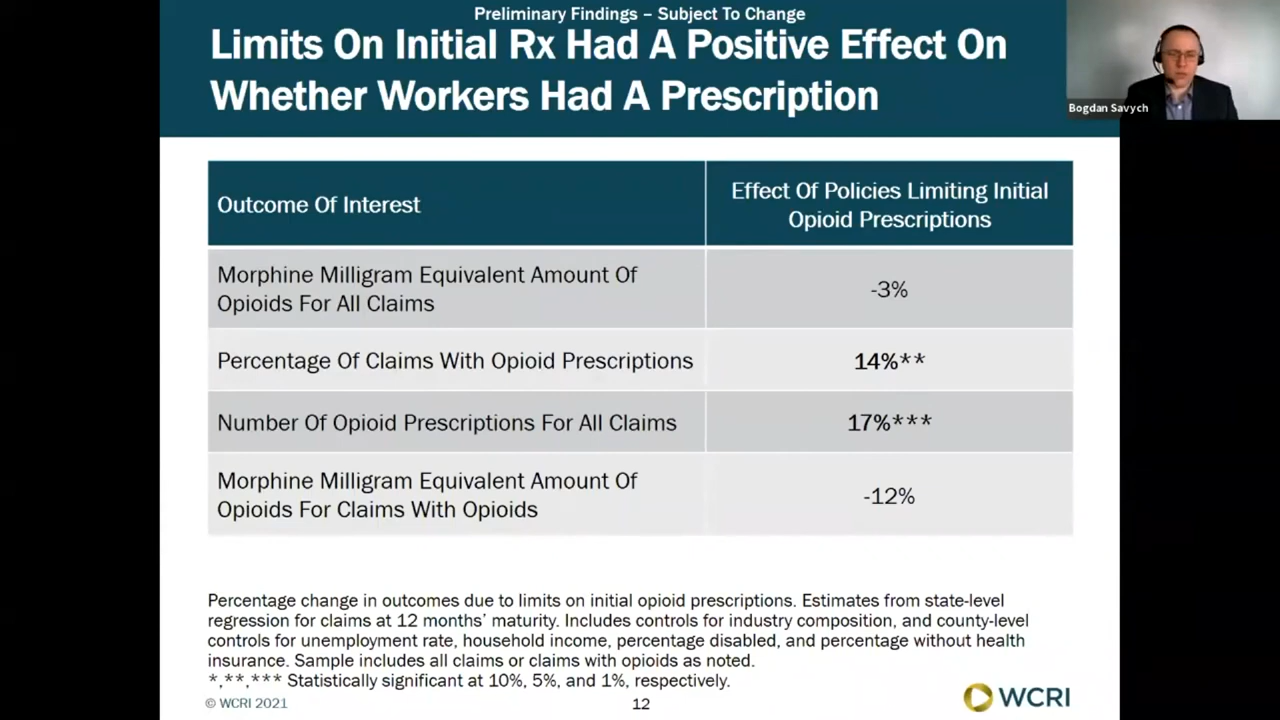 Preliminary Findings – Subject To Change
Limits On Initial Rx Had A Positive Effect On
Whether Workers Had A Prescription
Bogdan Savych
Outcome Of Interest
Effect Of Policies Limiting Initial
Opioid Prescriptions
Morphine Milligram Equivalent Amount Of
Opioids For All Claims
-3%
Percentage Of Claims With Opioid Prescriptions
14%**
Number Of Opioid Prescriptions For All Claims
17%***
Morphine Milligram Equivalent Amount Of
Opioids For Claims With Opioids
-12%
Percentage change in outcomes due to limits on initial opioid prescriptions. Estimates from state-level
regression for claims at 12 months’ maturity. Includes controls for industry composition, and county-level
controls for unemployment rate, household income, percentage disabled, and percentage without health
insurance. Sample includes all claims or claims with opioids as noted.
*,**,*** Statistically significant at 10%, 5%, and 1%, respectively.
© WCRI 2021
12
WCRI